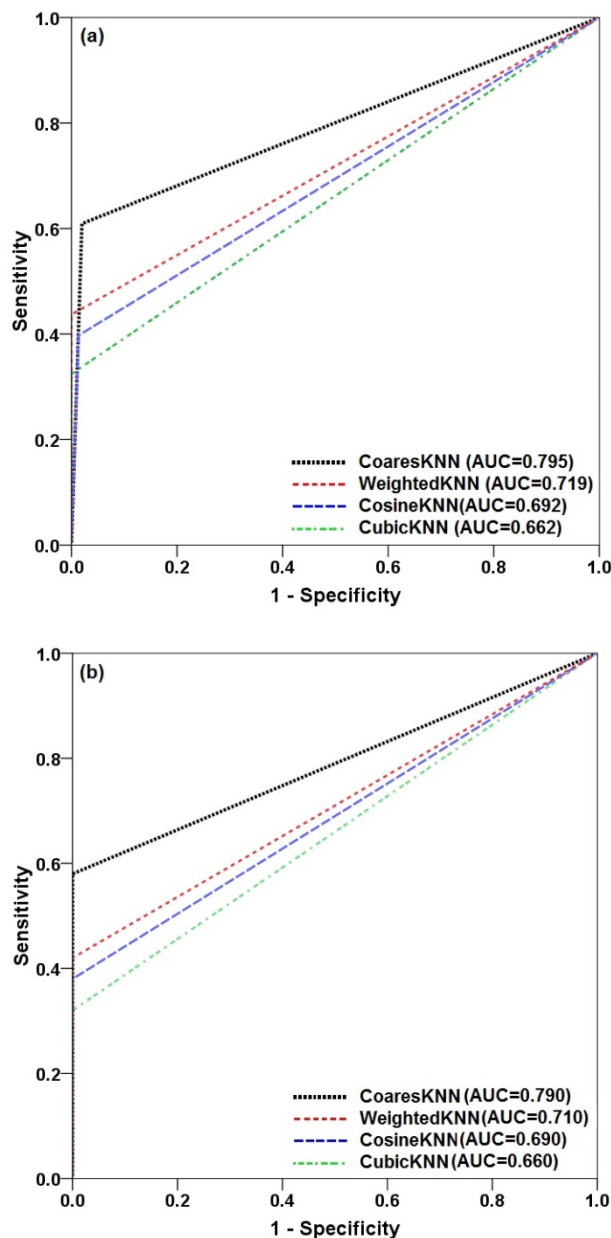 (a)
1.0
0.8
0.6
0.4
0.2
0.0
Sensitivity
CoaresKNN (AUC=0.795)
WeightedKNN (AUC=0.719)
CosineKNN(AUC=0.692)
CubicKNN (AUC=0.662)
0.0 0.2 0.4 0.6 0.8 1.0
1 - Specificity
(b)
1.0
0.8
0.6
0.4
0.2
0.0
Sensitivity
CoaresKNN (AUC=0.790)
WeightedKNN(AUC=0.710)
CosineKNN(AUC=0.690)
CubicKNN(AUC=0.660)
0.0 0.2 0.4 0.6 0.8 1.0
1 - Specificity